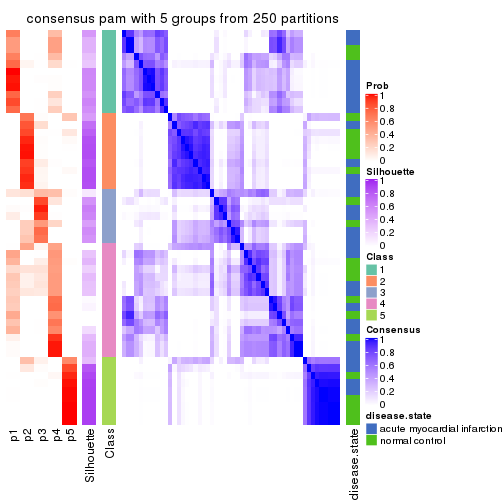 consensus pam with 5 groups from 250 partitions
Prob
1
0.8
0.6
0.4
0.2
0
Silhouette
1
0.8
0.6
0.4
0.2
0
Class
1
2
3
4
5
Consensus
1
0.8
0.6
0.4
0.2
0
disease.state
acute myocardial infarction
normal control
p1
p2
p3
p4
p5
Silhouette
Class
disease.state